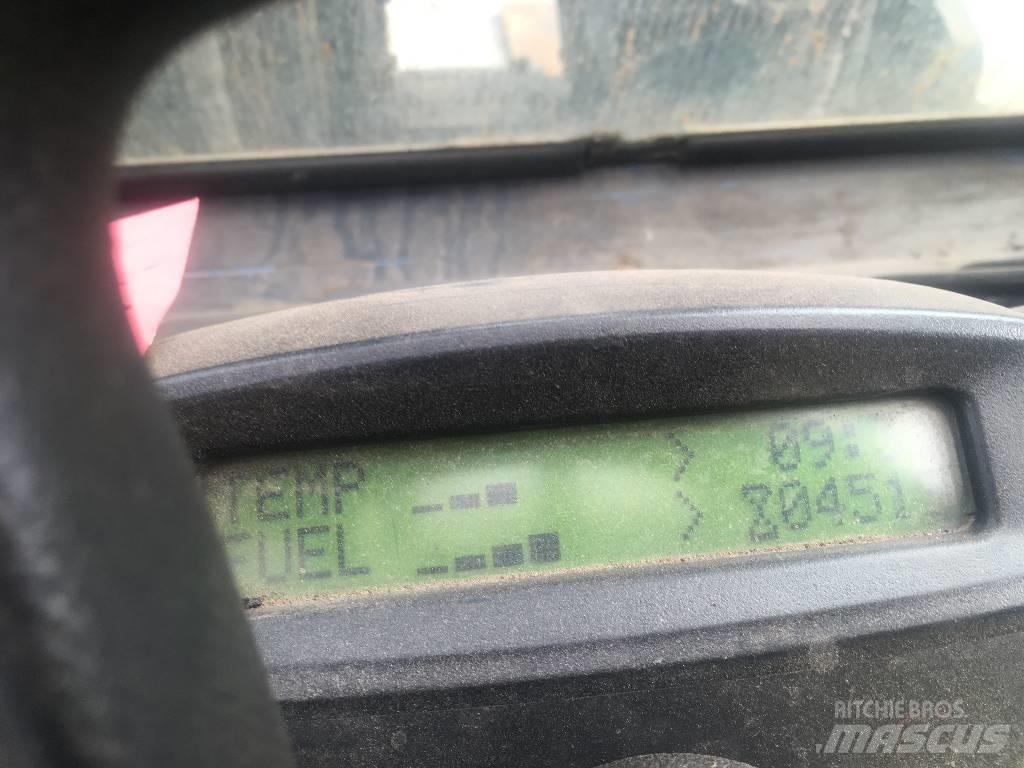 TEMP > 09:
FUEL > 20451
RITCHIE BROS.
MASCUS